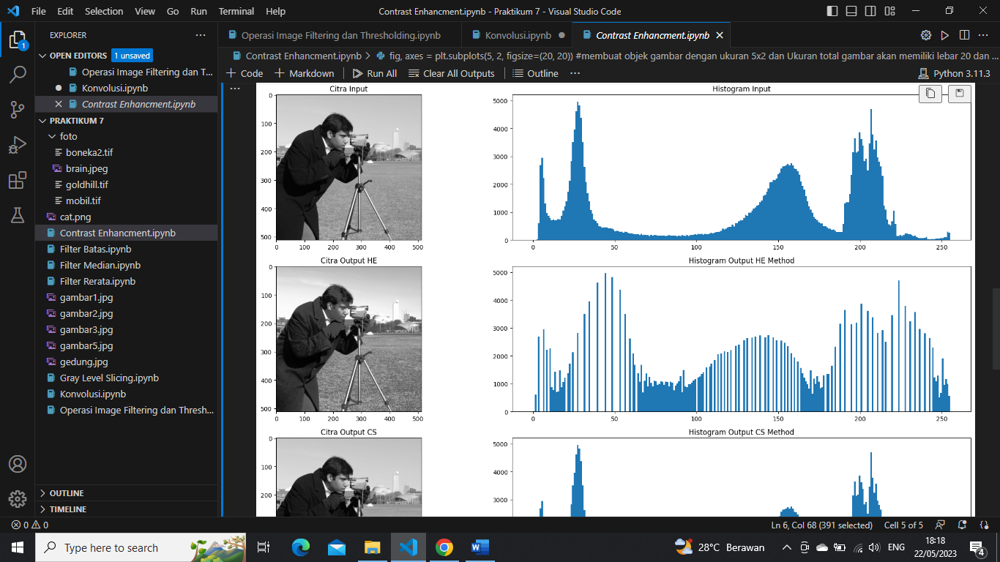 File Edit Selection View Go Run Terminal Help
Contrast Enhancment.ipynb - Praktikum 7 - Visual Studio Code
EXPLORER
OPEN EDITORS 1 unsaved
Operasi Image Filtering dan T...
Konvolusi.ipynb
Contrast Enhancment.ipynb
PRAKTIKUM 7
foto
boneka2.tif
brain.jpeg
goldhill.tif
mobil.tif
cat.png
Contrast Enhancment.ipynb
Filter Batas.ipynb
Filter Median.ipynb
Filter Rerata.ipynb
gambar1.jpg
gambar2.jpg
gambar3.jpg
gambar5.jpg
gedung.jpg
Gray Level Slicing.ipynb
Konvolusi.ipynb
Operasi Image Filtering dan Thresh...
OUTLINE
TIMELINE
1
Operasi Image Filtering dan Thresholding.ipynb Konvolusi.ipynb Contrast Enhancment.ipynb
Contrast Enhancment.ipynb > fig, axes = plt.subplots(5, 2, figsize=(20, 20)) #membuat objek gambar dengan ukuran 5x2 dan Ukuran total gambar akan memiliki lebar 20 dan ...
Code Markdown Run All Clear All Outputs Outline ... Python 3.11.3
Citra Input
0
100
200
300
400
500
0 100 200 300 400 500
Histogram Input
5000
4000
3000
2000
1000
0
0 50 100 150 200 250
Citra Output HE
0
100
200
300
400
500
0 100 200 300 400 500
Histogram Output HE Method
5000
4000
3000
2000
1000
0
0 50 100 150 200 250
Citra Output CS
0
100
200
Histogram Output CS Method
5000
4000
3000
0 0 Ln 6, Col 68 (391 selected) Cell 5 of 5
Type here to search
28°C Berawan
ENG
18:18
22/05/2023
4